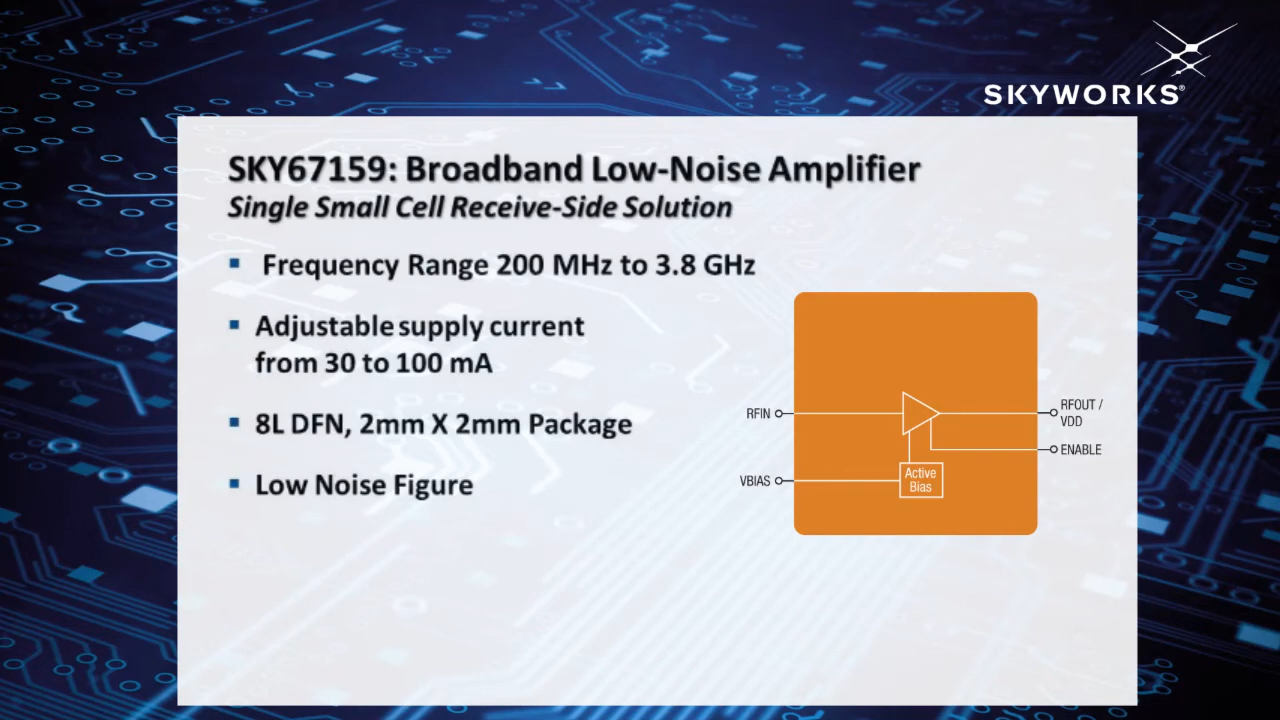 SKYWORKS®
SKY67159: Broadband Low-Noise Amplifier
Single Small Cell Receive-Side Solution
Frequency Range 200 MHz to 3.8 GHz
Adjustable supply current
from 30 to 100 mA
8L DFN, 2mm X 2mm Package
Low Noise Figure
RFIN
RFOUT /
VDD
ENABLE
VBIAS
Active
Bias